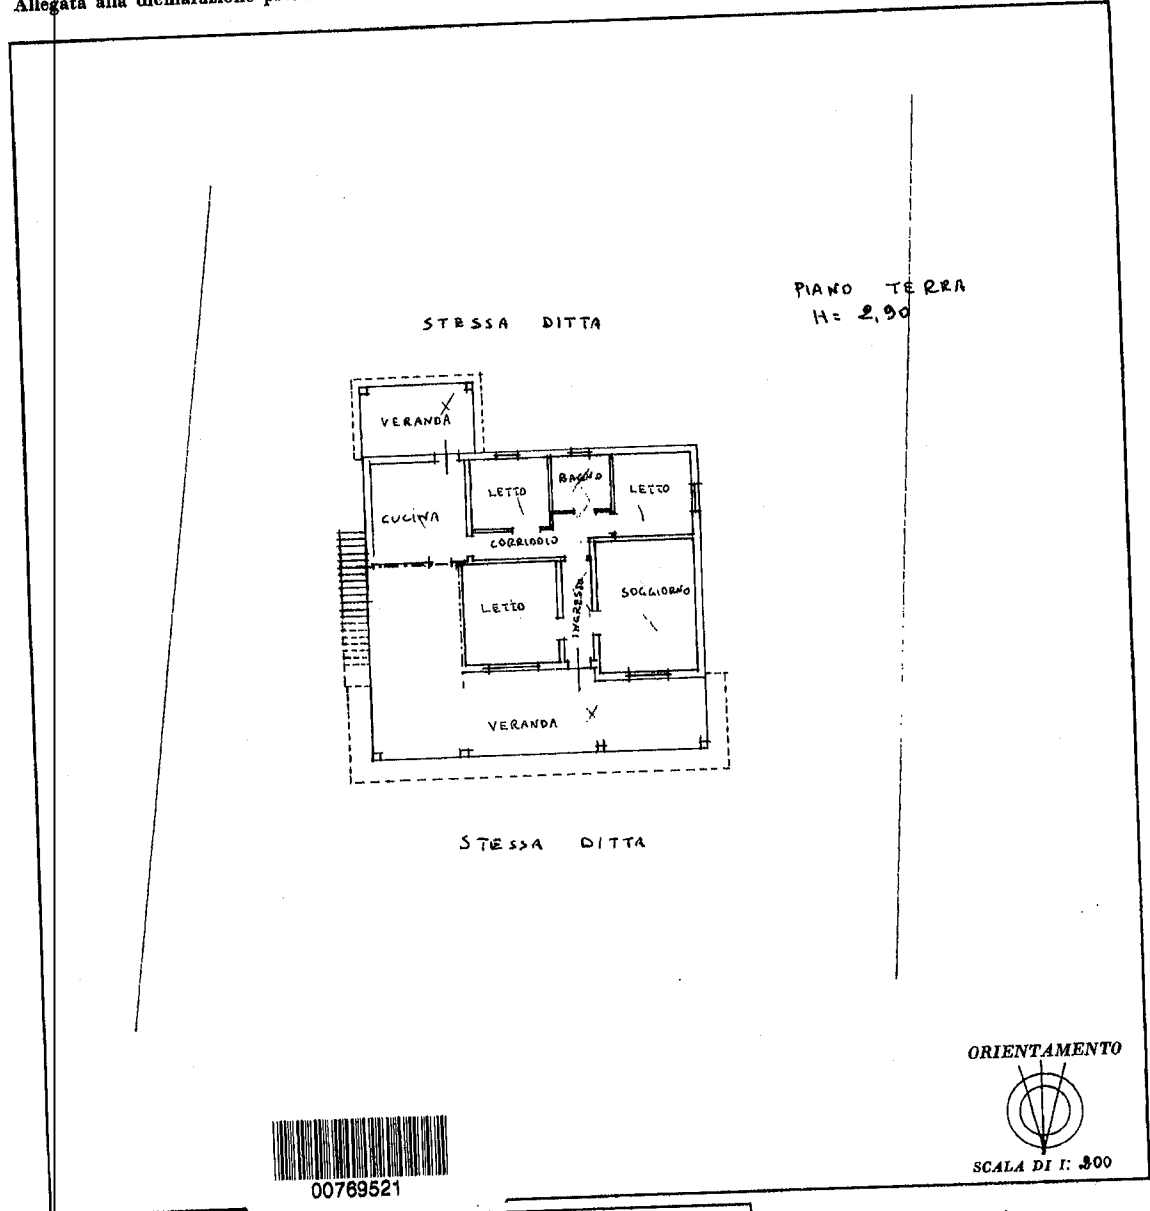 Allegata alla dichiarazione
PIANO TERRA
H= 2,90
STESSA DITTA
VERANDA
LETTO
BAGNO
LETTO
CUCINA
CORRIDOIO
LETTO
INGRESSO
SOGGIORNO
VERANDA
STESSA DITTA
ORIENTAMENTO
SCALA DI 1: 200
00769521